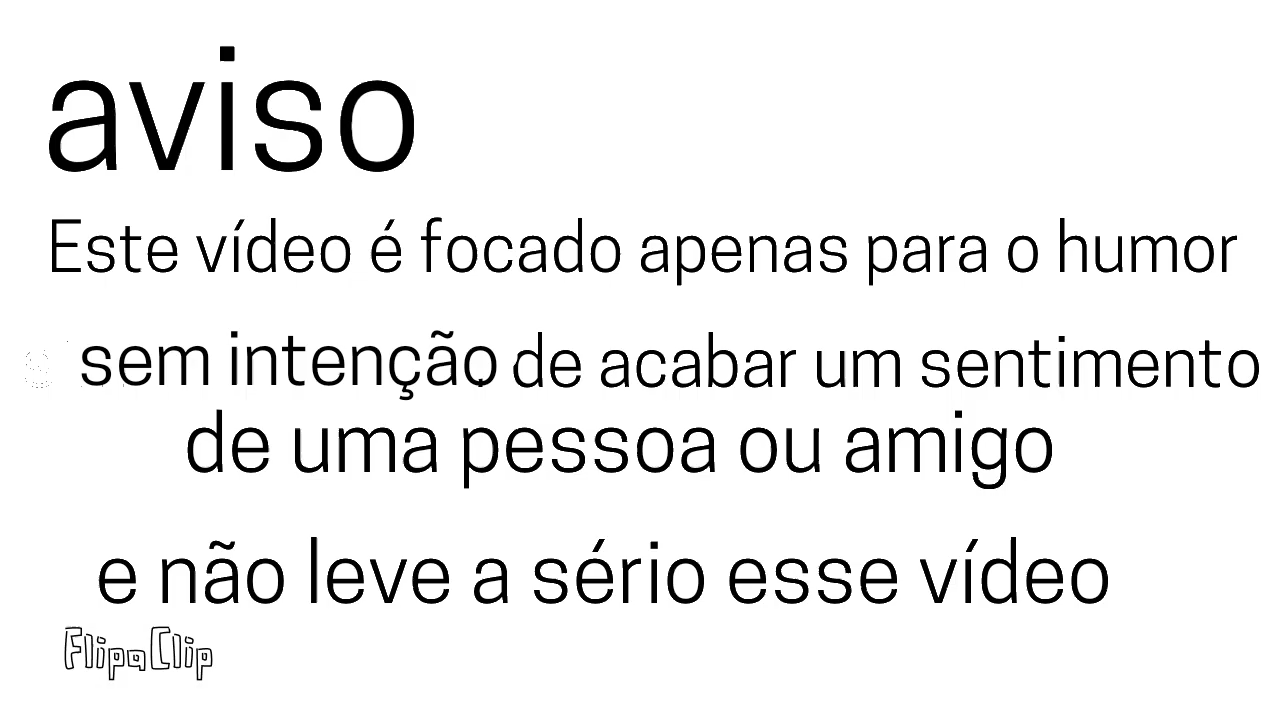 aviso
Este vídeo é focado apenas para o humor
sem intenção de acabar um sentimento
de uma pessoa ou amigo
e não leve a sério esse vídeo
FlipaClip